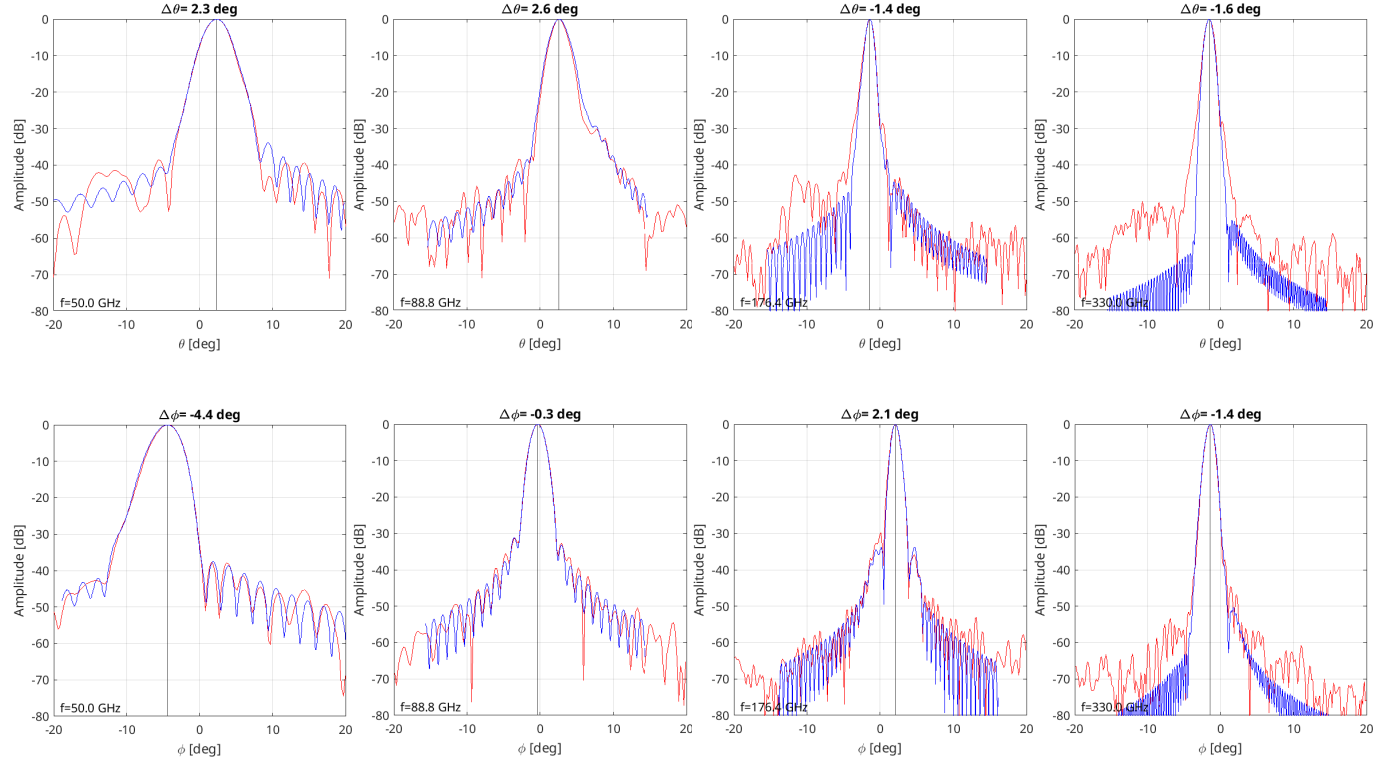 Δθ= 2.3 deg
Δθ= 2.6 deg
Δθ= -1.4 deg
Δθ= -1.6 deg
Amplitude [dB]
0
-10
-20
-30
-40
-50
-60
-70
-80
f=50.0 GHz
-20 -10 0 10 20
θ [deg]
Amplitude [dB]
0
-10
-20
-30
-40
-50
-60
-70
-80
f=88.8 GHz
-20 -10 0 10 20
θ [deg]
Amplitude [dB]
0
-10
-20
-30
-40
-50
-60
-70
-80
f=176.4 GHz
-20 -10 0 10 20
θ [deg]
Amplitude [dB]
0
-10
-20
-30
-40
-50
-60
-70
-80
f=330.0 GHz
-20 -10 0 10 20
θ [deg]
Δϕ= -4.4 deg
Δϕ= -0.3 deg
Δϕ= 2.1 deg
Δϕ= -1.4 deg
Amplitude [dB]
0
-10
-20
-30
-40
-50
-60
-70
-80
f=50.0 GHz
-20 -10 0 10 20
ϕ [deg]
Amplitude [dB]
0
-10
-20
-30
-40
-50
-60
-70
-80
f=88.8 GHz
-20 -10 0 10 20
ϕ [deg]
Amplitude [dB]
0
-10
-20
-30
-40
-50
-60
-70
-80
f=176.4 GHz
-20 -10 0 10 20
ϕ [deg]
Amplitude [dB]
0
-10
-20
-30
-40
-50
-60
-70
-80
f=330.0 GHz
-20 -10 0 10 20
ϕ [deg]